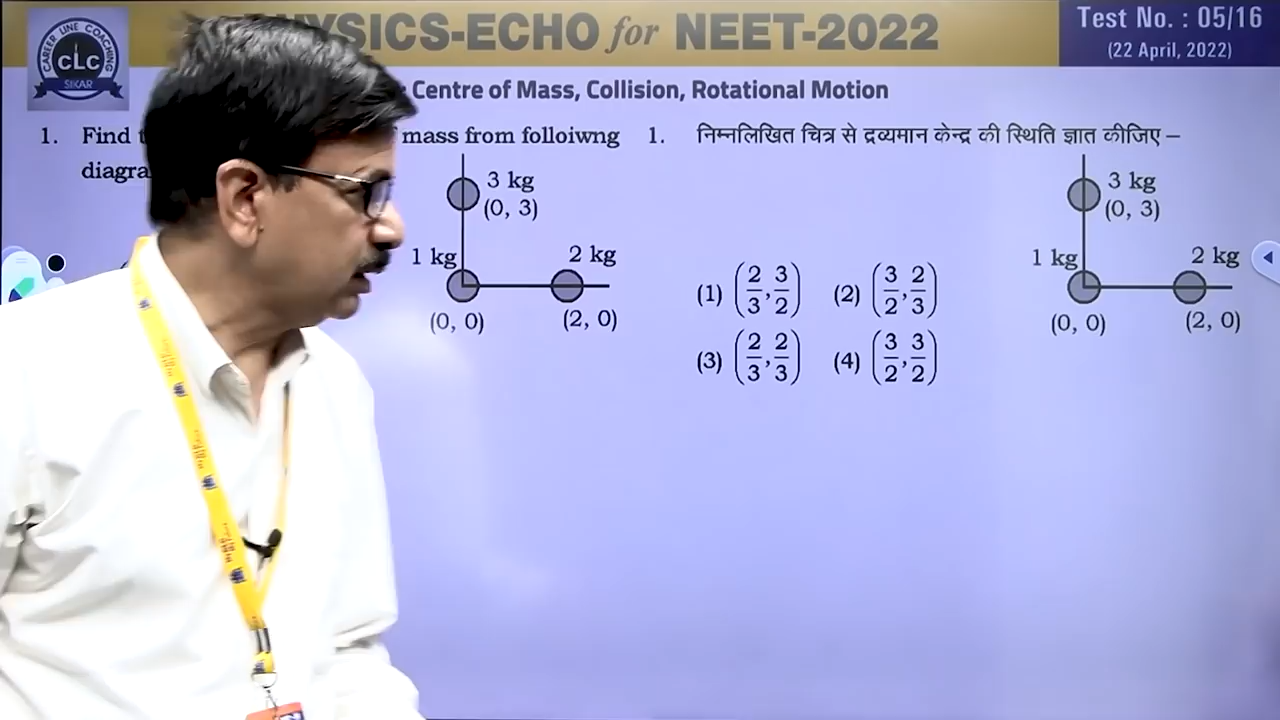 YSICS-ECHO for NEET-2022
Test No. : 05/16
(22 April, 2022)
CAREER LINE COACHING
CLC
SIKAR
Centre of Mass, Collision, Rotational Motion
1. Find mass from folloiwng
diagra
3 kg
(0, 3)
1 kg
2 kg
(0, 0)
(2, 0)
1. निम्नलिखित चित्र से द्रव्यमान केन्द्र की स्थिति ज्ञात कीजिए –
3 kg
(0, 3)
1 kg
2 kg
(0, 0)
(2, 0)
(1) (2/3, 3/2) (2) (3/2, 2/3)
(3) (2/3, 2/3) (4) (3/2, 3/2)